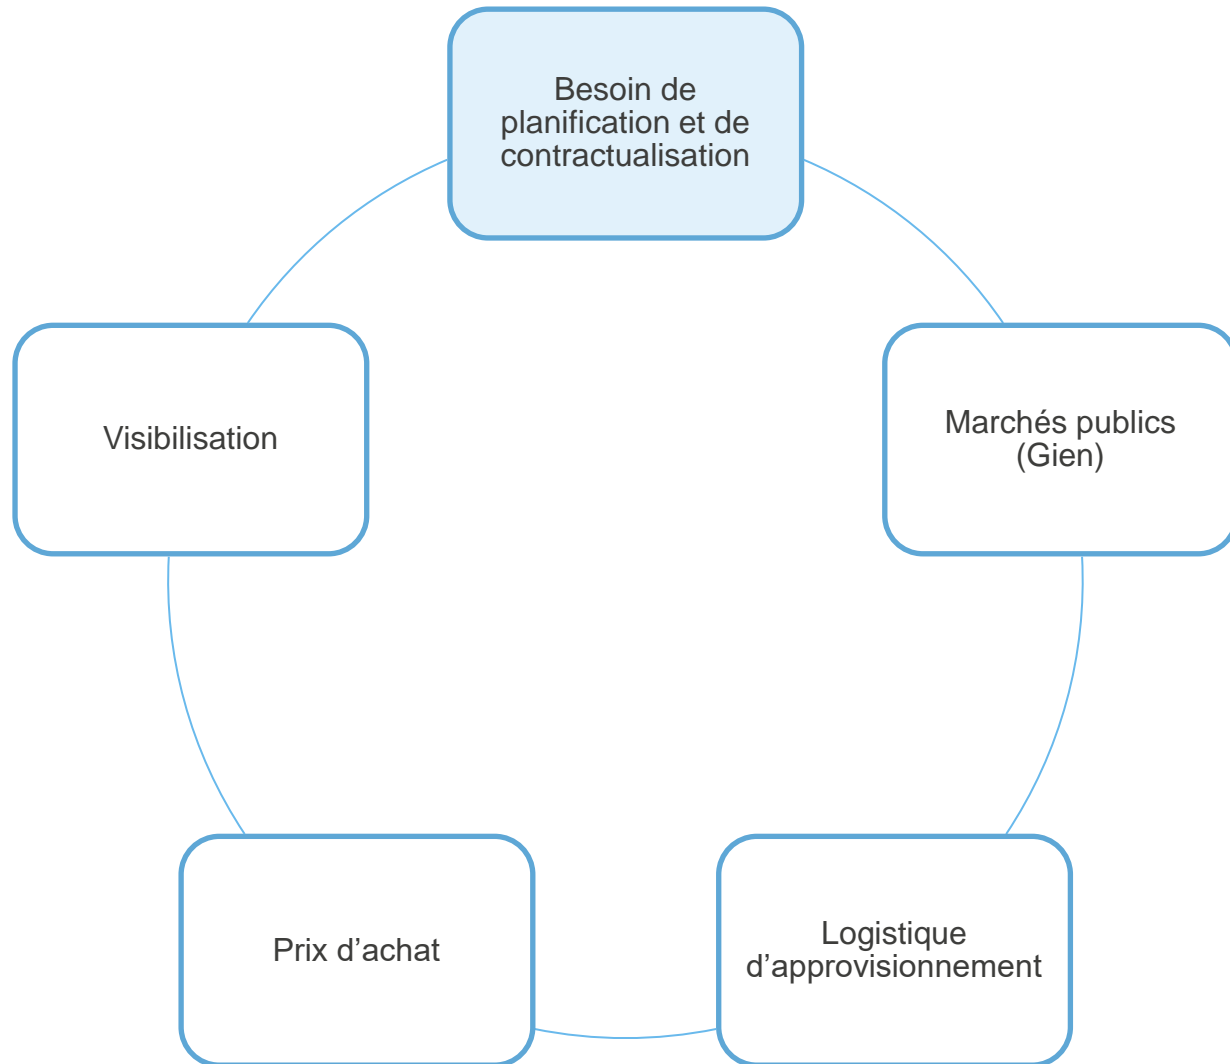 Besoin de
planification et de
contractualisation
Marchés publics
(Gien)
Logistique
d’approvisionnement
Prix d’achat
Visibilisation